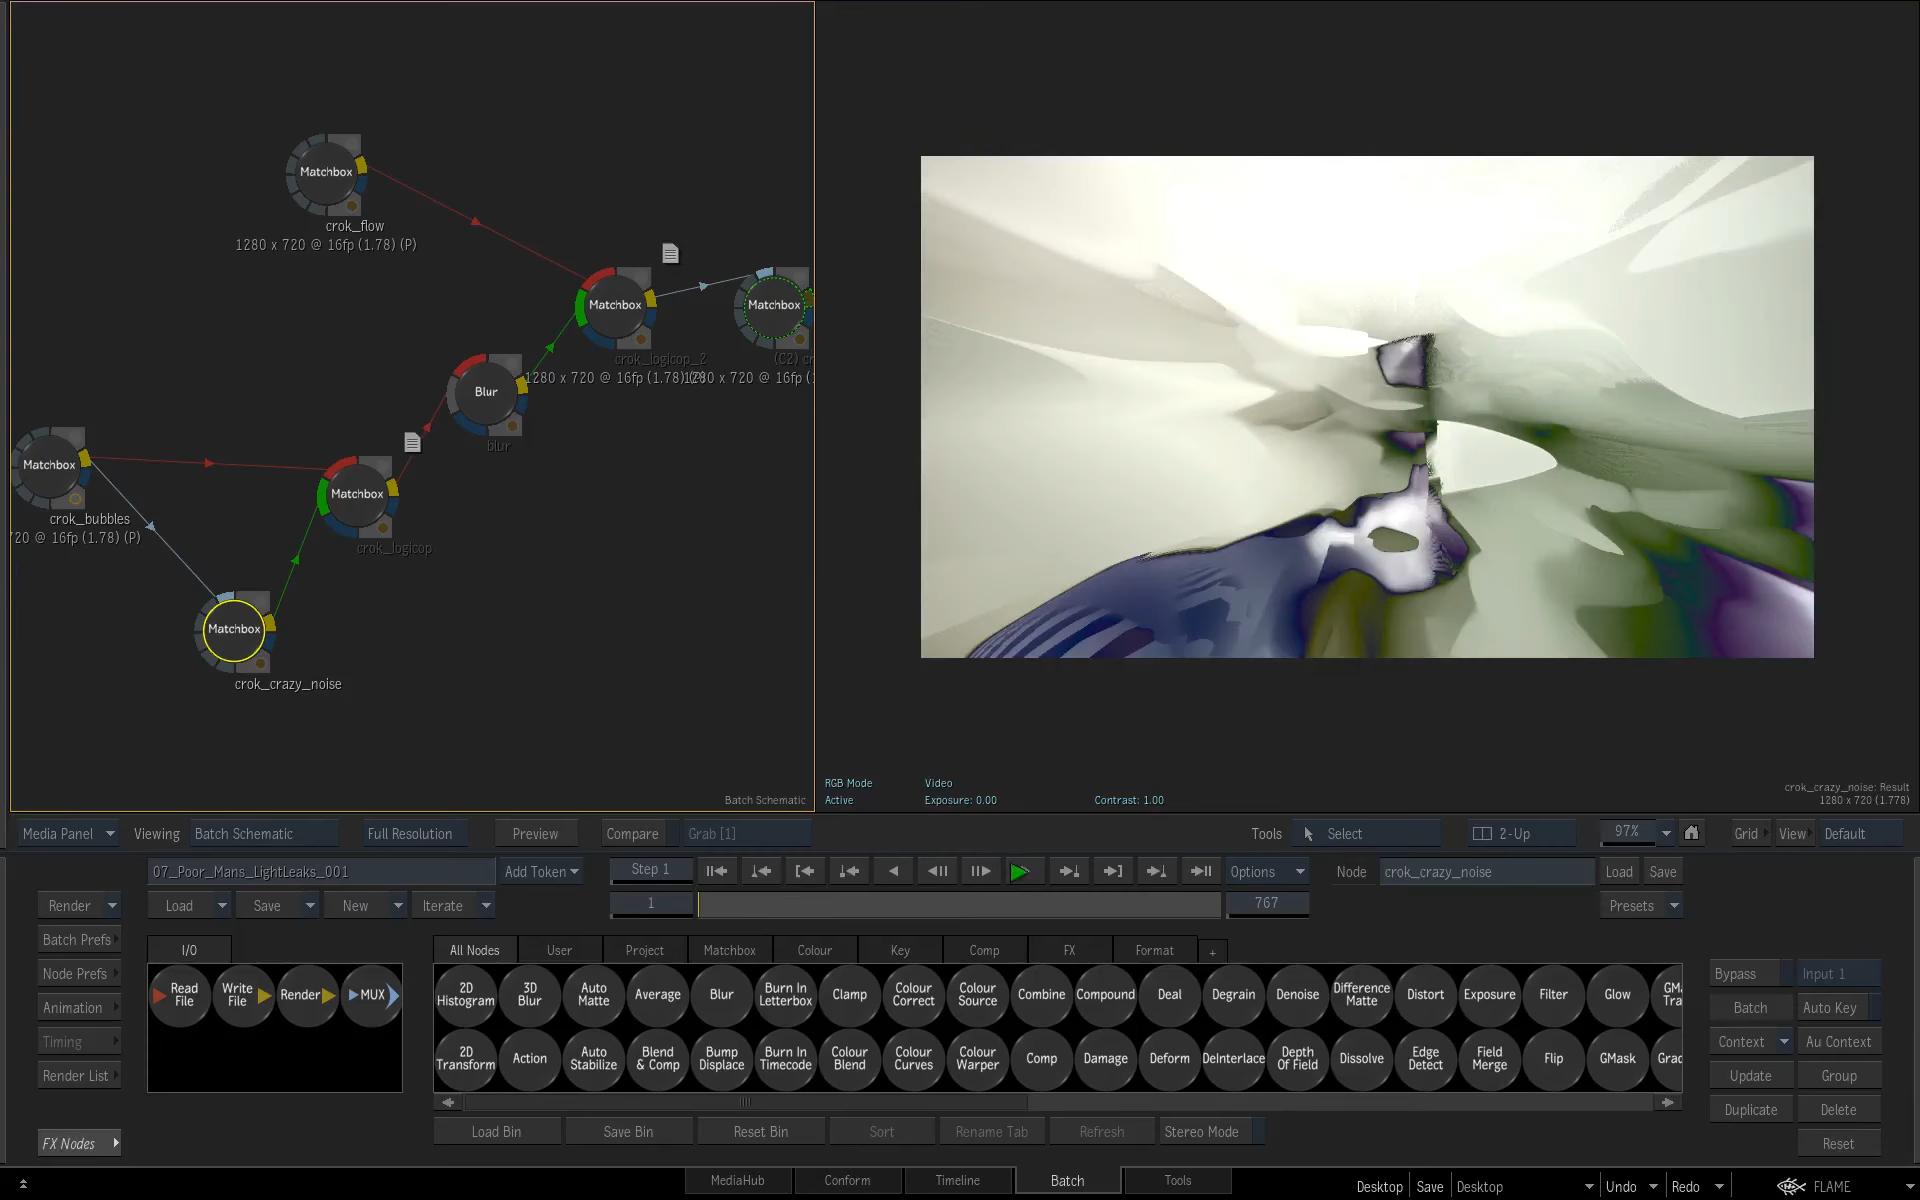 Matchbox
crok_flow
1280 x 720 @ 16fp (1.78) (P)
Matchbox
Matchbox
crok_logicop_2
(C2) cr
1280 x 720 @ 16fp (1.78)
80 x 720 @ 16fp (
Blur
blur
Matchbox
crok_bubbles
720 @ 16fp (1.78) (P)
Matchbox
crok_logicop
Matchbox
crok_crazy_noise
Batch Schematic
RGB Mode
Video
Active
Exposure: 0.00
Contrast: 1.00
crok_crazy_noise: Result
1280 x 720 (1.778)
Media Panel Viewing Batch Schematic Full Resolution Preview Compare Grab [1] Tools Select 2-Up 97% Grid View Default
07_Poor_Mans_LightLeaks_001 Add Token Step 1 Options Node crok_crazy_noise Load Save
Render Load Save New Iterate 1 767 Presets
Batch Prefs
Node Prefs
Animation
Timing
Render List
FX Nodes
I/O
Read File
Write File
Render
MUX
All Nodes User Project Matchbox Colour Key Comp FX Format +
2D Histogram
3D Blur
Auto Matte
Average
Blur
Burn In Letterbox
Clamp
Colour Correct
Colour Source
Combine
Compound
Deal
Degrain
Denoise
Difference Matte
Distort
Exposure
Filter
Glow
GMa Tra
2D Transform
Action
Auto Stabilize
Blend & Comp
Bump Displace
Burn In Timecode
Colour Blend
Colour Curves
Colour Warper
Comp
Damage
Deform
DeInterlace
Depth Of Field
Dissolve
Edge Detect
Field Merge
Flip
GMask
Grad
Load Bin Save Bin Reset Bin Sort Rename Tab Refresh Stereo Mode
Bypass Input 1
Batch Auto Key
Context Au Context
Update Group
Duplicate Delete
Reset
MediaHub Conform Timeline Batch Tools
Desktop Save Desktop Undo Redo FLAME